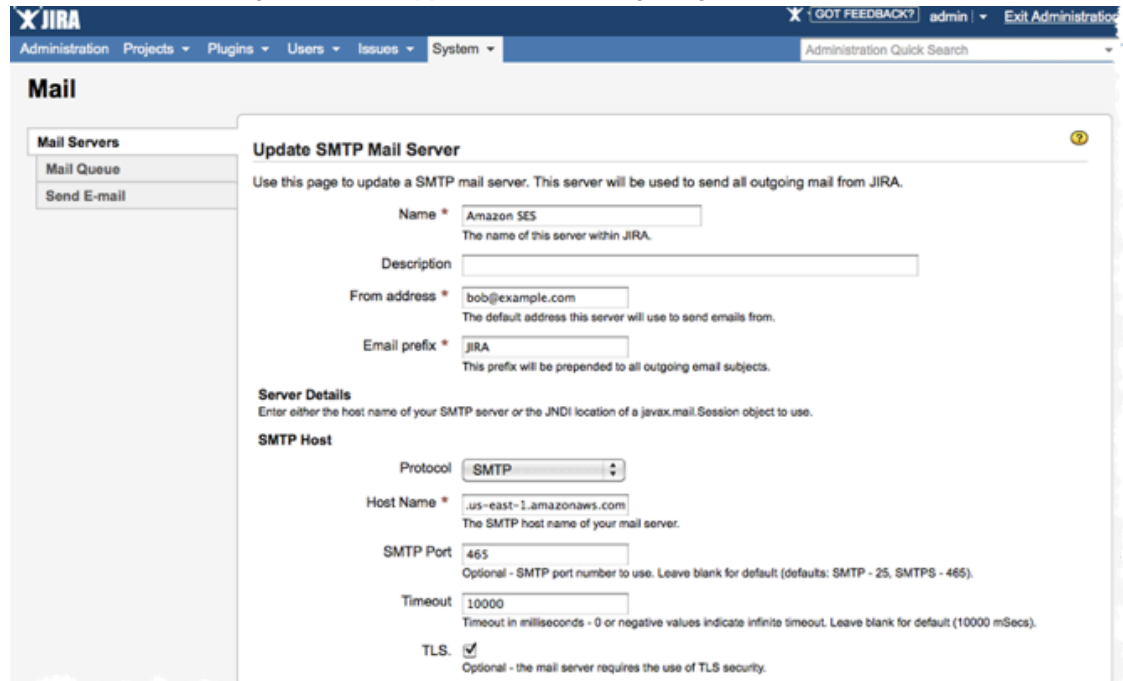 JIRA
GOT FEEDBACK? admin Exit Administration
Administration Projects Plugins Users Issues System Administration Quick Search
Mail
Mail Servers
Mail Queue
Send E-mail
Update SMTP Mail Server
?
Use this page to update a SMTP mail server. This server will be used to send all outgoing mail from JIRA.
Name * Amazon SES
The name of this server within JIRA.
Description
From address * bob@example.com
The default address this server will use to send emails from.
Email prefix * JIRA
This prefix will be prepended to all outgoing email subjects.
Server Details
Enter either the host name of your SMTP server or the JNDI location of a javax.mail.Session object to use.
SMTP Host
Protocol SMTP
Host Name * .us-east-1.amazonaws.com
The SMTP host name of your mail server.
SMTP Port 465
Optional - SMTP port number to use. Leave blank for default (defaults: SMTP - 25, SMTPS - 465).
Timeout 10000
Timeout in milliseconds - 0 or negative values indicate infinite timeout. Leave blank for default (10000 mSecs).
TLS.
Optional - the mail server requires the use of TLS security.